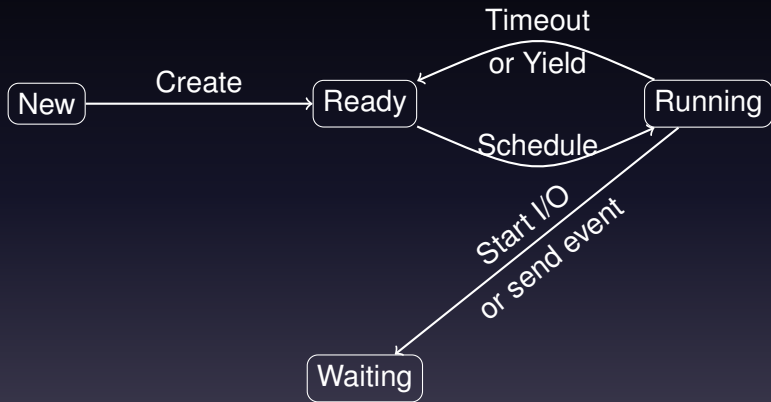 Timeout
or Yield
Create
New
Ready
Running
Schedule
Start I/O
or send event
Waiting